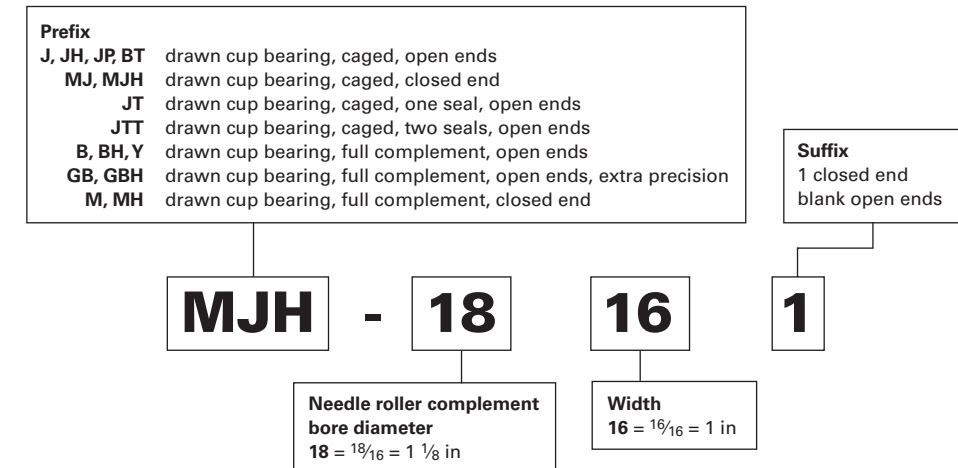 Prefix
J, JH, JP, BT drawn cup bearing, caged, open ends
MJ, MJH drawn cup bearing, caged, closed end
JT drawn cup bearing, caged, one seal, open ends
JTT drawn cup bearing, caged, two seals, open ends
B, BH, Y drawn cup bearing, full complement, open ends
GB, GBH drawn cup bearing, full complement, open ends, extra precision
M, MH drawn cup bearing, full complement, closed end
Suffix
1 closed end
blank open ends
MJH - 18 16 1
Needle roller complement
bore diameter
18 = 18⁄16 = 1 1⁄8 in
Width
16 = 16⁄16 = 1 in